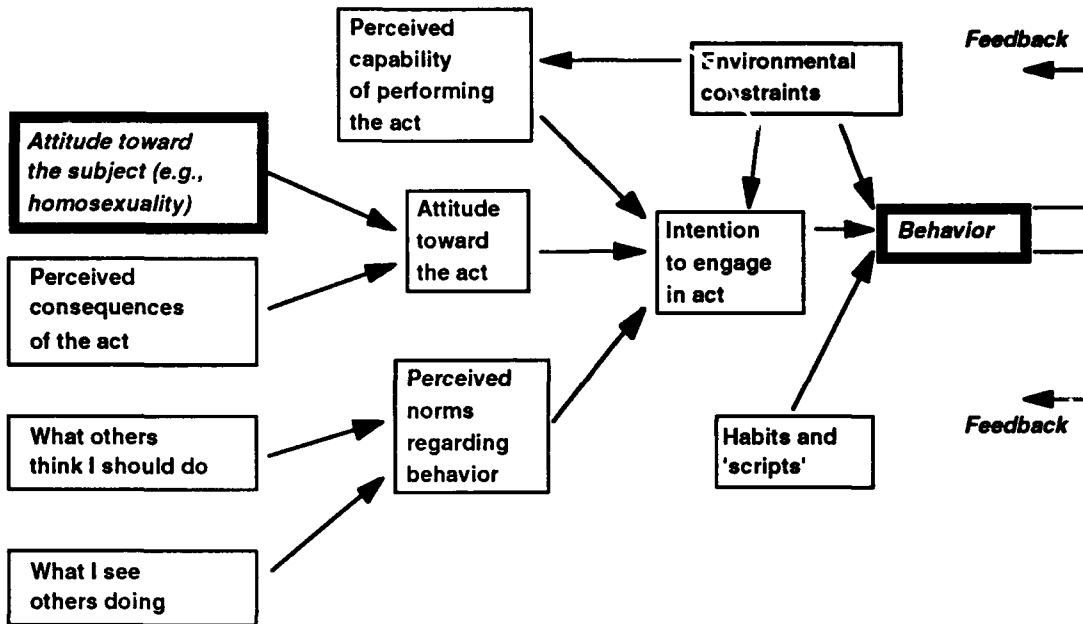 Perceived
capability
of performing
the act
Environmental
constraints
Feedback
Attitude toward
the subject (e.g.,
homosexuality)
Attitude
toward
the act
Intention
to engage
in act
Behavior
Perceived
consequences
of the act
Perceived
norms
regarding
behavior
What others
think I should do
Habits and
'scripts'
Feedback
What I see
others doing